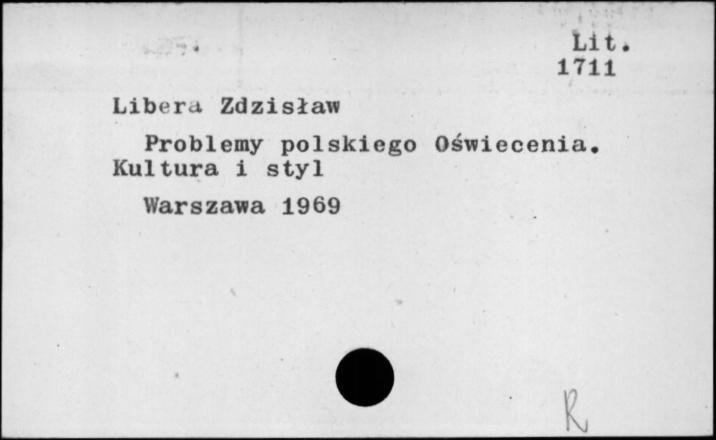 Lit.
1711
Libera Zdzisław
Problemy polskiego Oświecenia.
Kultura i styl
Warszawa 1969
R